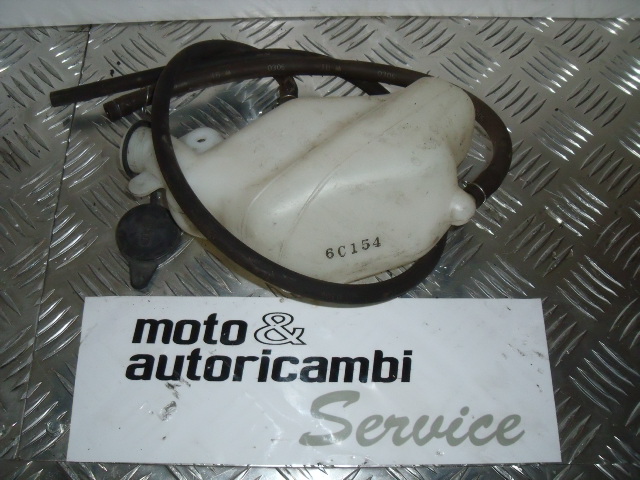 6C154
moto &
autoricambi
Service